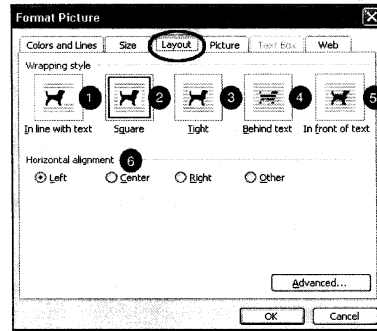 Format Picture
Colors and Lines Size Layout Picture Text Box Web
Wrapping style
1 2 3 4 5
In line with text Square Tight Behind text In front of text
Horizontal alignment 6
Left Center Right Other
Advanced...
OK Cancel